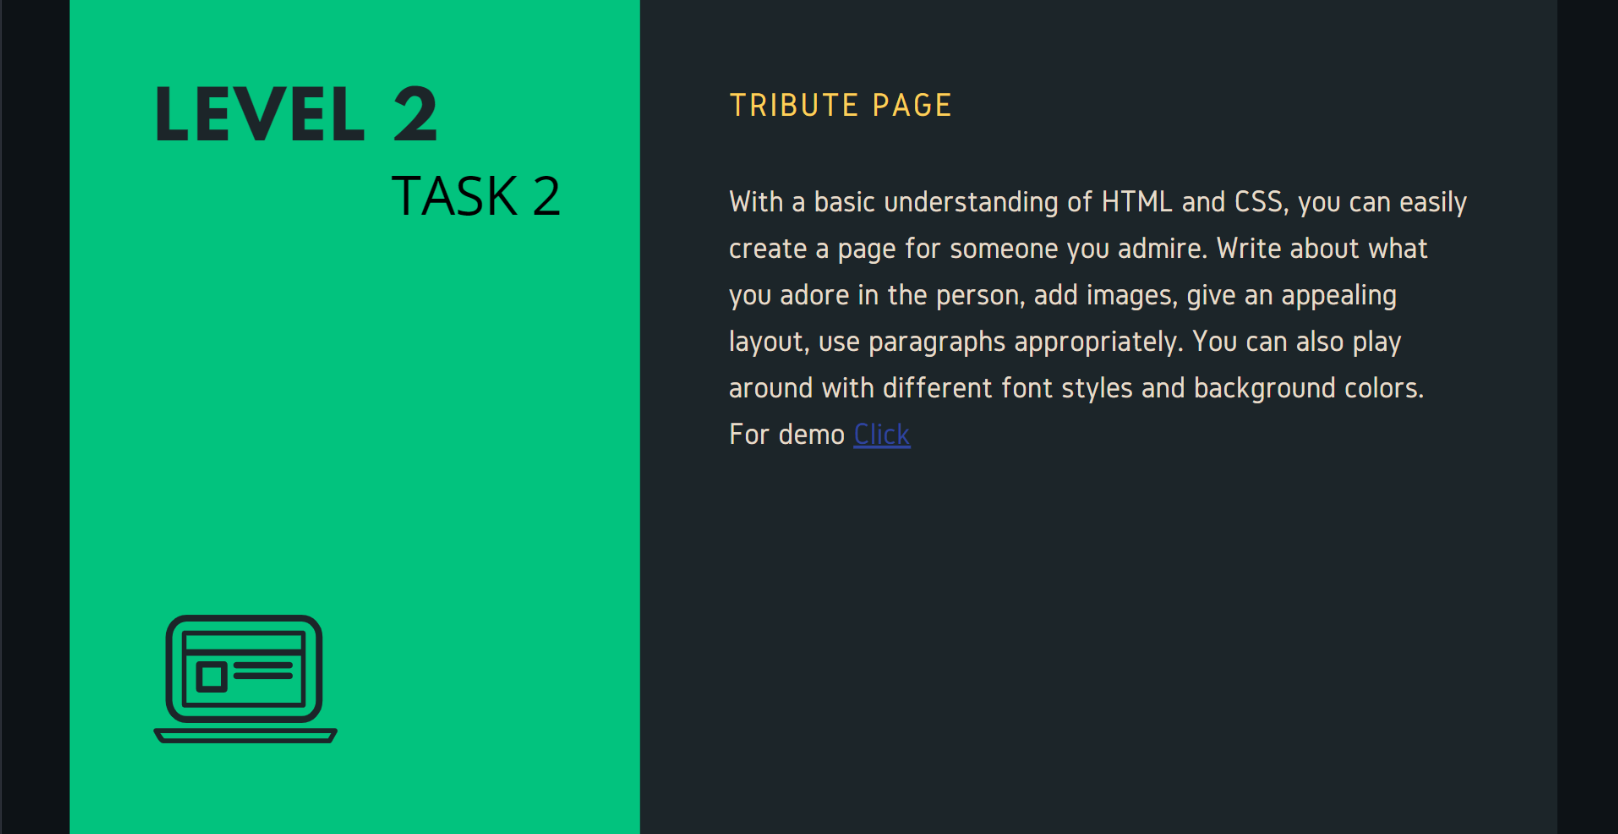 LEVEL 2
TASK 2
TRIBUTE PAGE
With a basic understanding of HTML and CSS, you can easily
create a page for someone you admire. Write about what
you adore in the person, add images, give an appealing
layout, use paragraphs appropriately. You can also play
around with different font styles and background colors.
For demo Click